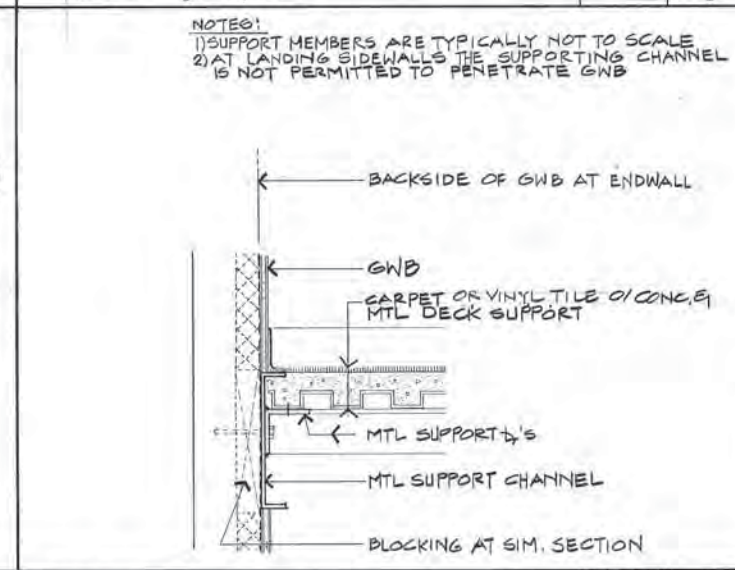 NOTES:
1) SUPPORT MEMBERS ARE TYPICALLY NOT TO SCALE
2) AT LANDING SIDEWALLS THE SUPPORTING CHANNEL
IS NOT PERMITTED TO PENETRATE GWB
BACKSIDE OF GWB AT ENDWALL
GWB
CARPET OR VINYL TILE O/ CONC, &
MTL DECK SUPPORT
MTL SUPPORT ∠'S
MTL SUPPORT CHANNEL
BLOCKING AT SIM. SECTION